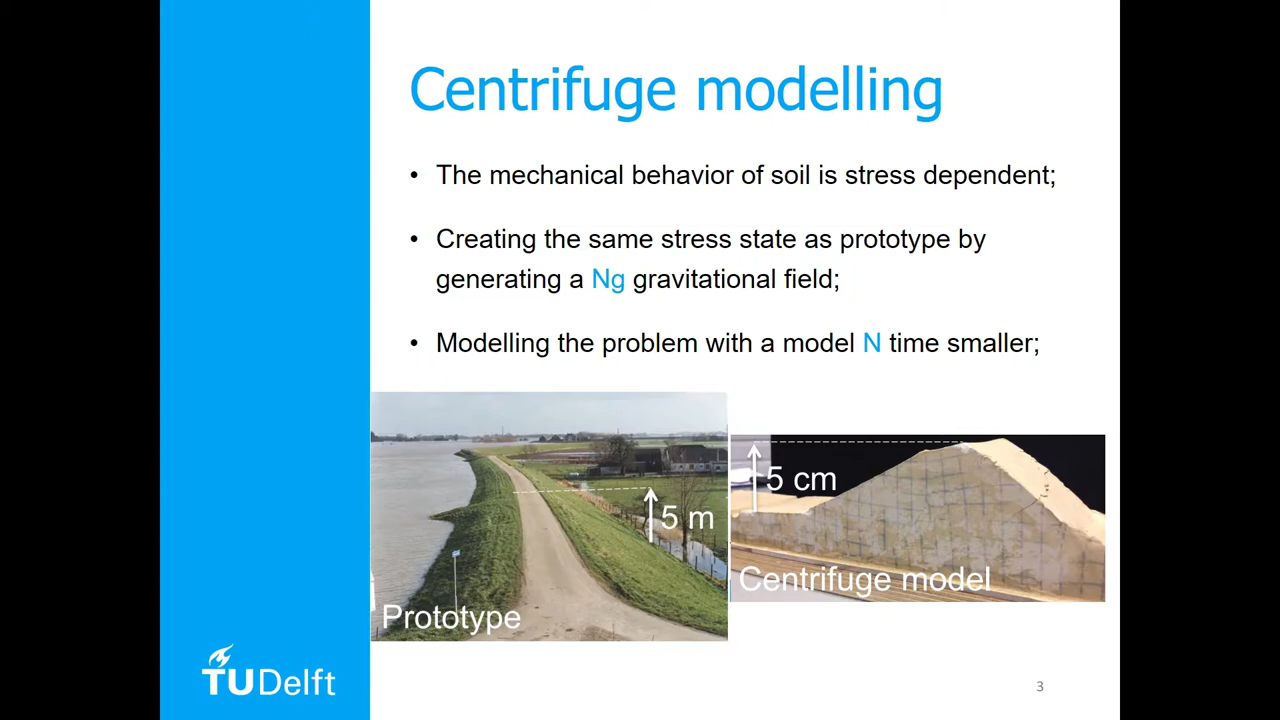 Centrifuge modelling
• The mechanical behavior of soil is stress dependent;
• Creating the same stress state as prototype by
generating a Ng gravitational field;
• Modelling the problem with a model N time smaller;
5 m
Prototype
5 cm
Centrifuge model
TUDelft
3